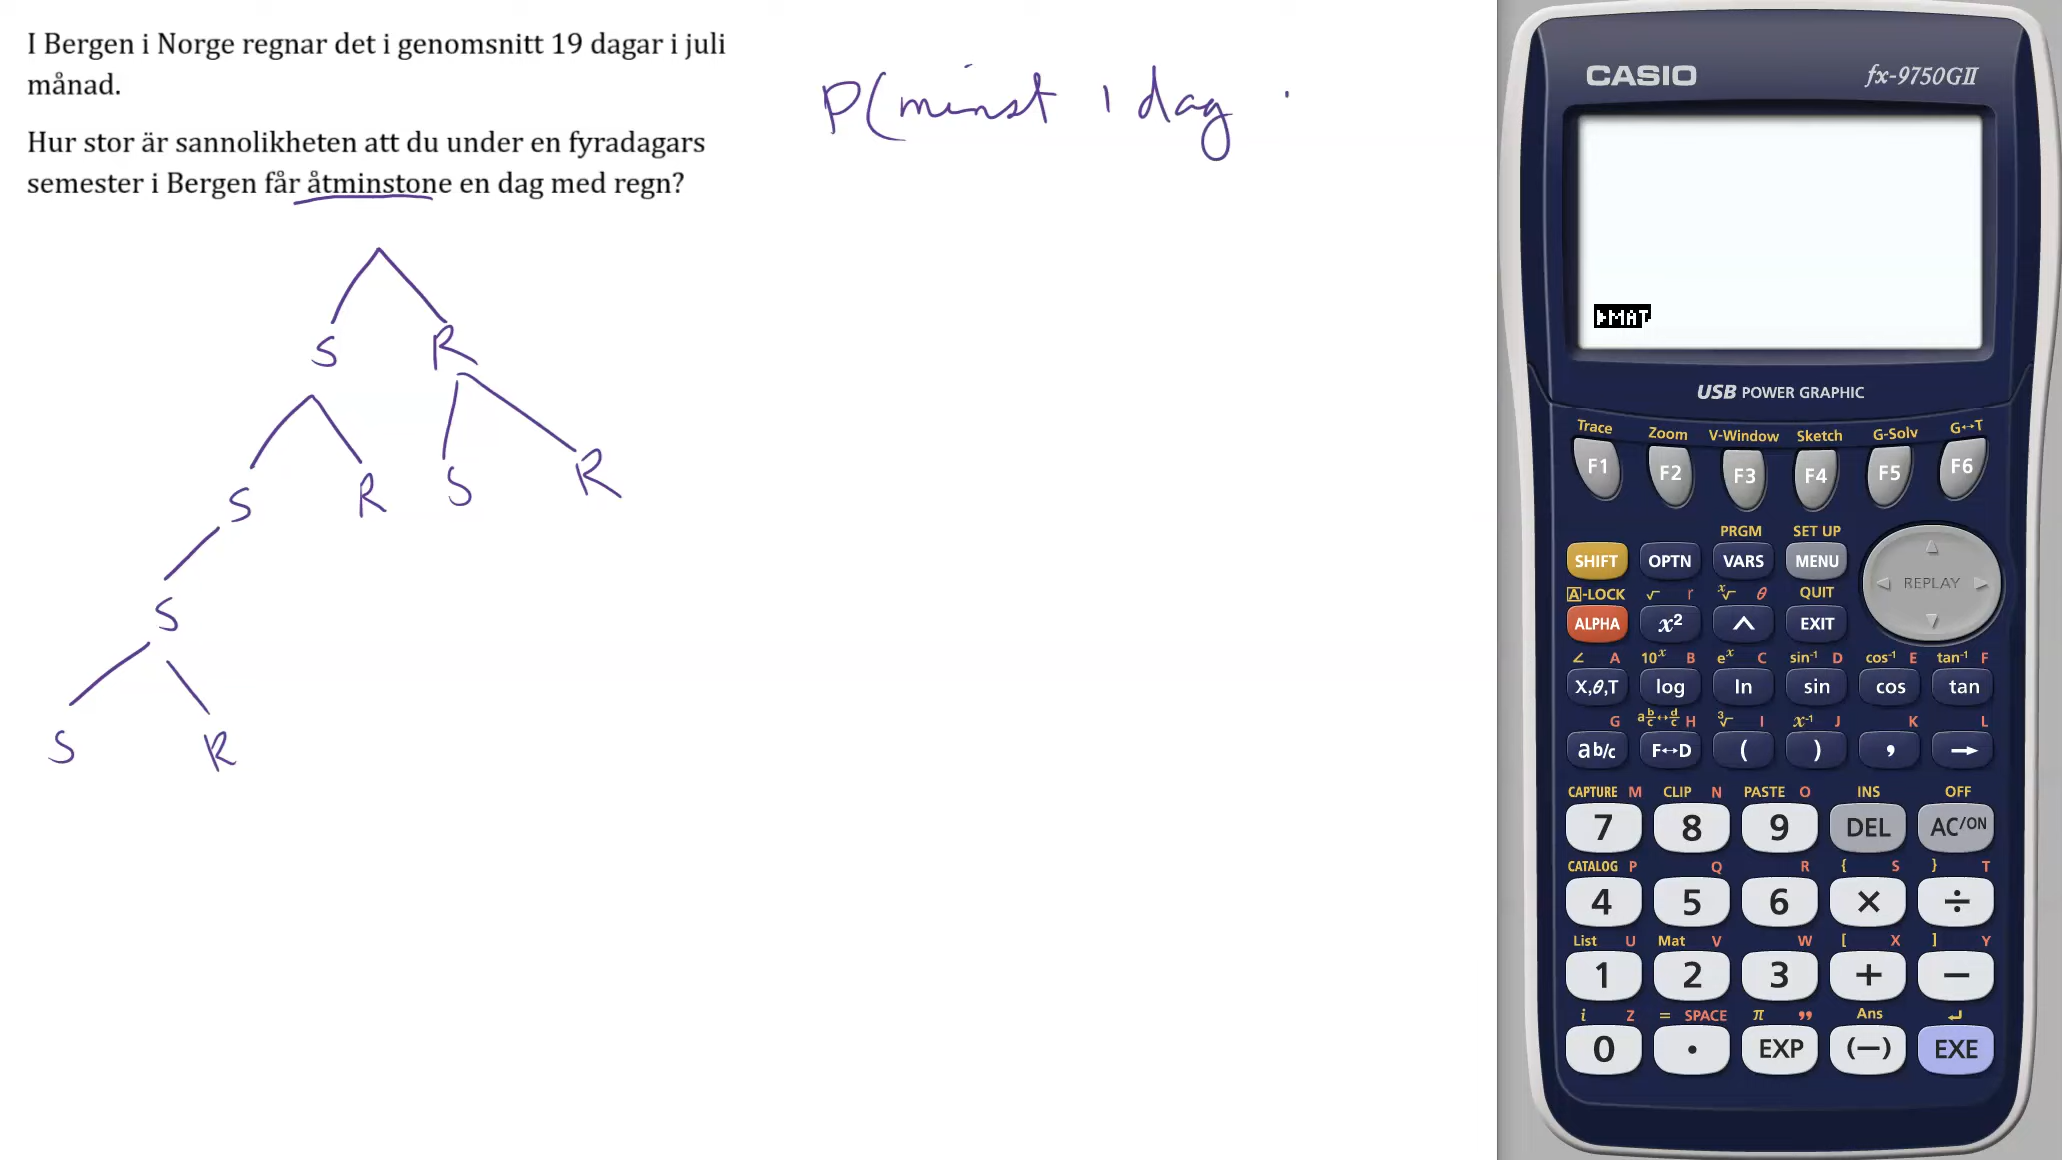 I Bergen i Norge regnar det i genomsnitt 19 dagar i juli
månad.
Hur stor är sannolikheten att du under en fyradagars
semester i Bergen får åtminstone en dag med regn?
P(minst 1 dag
S R
S R S R
S
S R
CASIO fx-9750GII
▶MAT
USB POWER GRAPHIC
Trace Zoom V-Window Sketch G-Solv G↔T
F1 F2 F3 F4 F5 F6
PRGM SET UP
SHIFT OPTN VARS MENU
REPLAY
A-LOCK √ r ˣ√ θ QUIT
ALPHA x² ^ EXIT
∠ A 10ˣ B eˣ C sin⁻¹ D cos⁻¹ E tan⁻¹ F
X,θ,T log ln sin cos tan
G a b/c↔d/c H ³√ I x⁻¹ J K L
a b/c F↔D ( ) , →
CAPTURE M CLIP N PASTE O INS OFF
7 8 9 DEL AC/ON
CATALOG P Q R { S } T
4 5 6 × ÷
List U Mat V W [ X ] Y
1 2 3 + −
i Z = SPACE π ” Ans ↵
0 . EXP (−) EXE